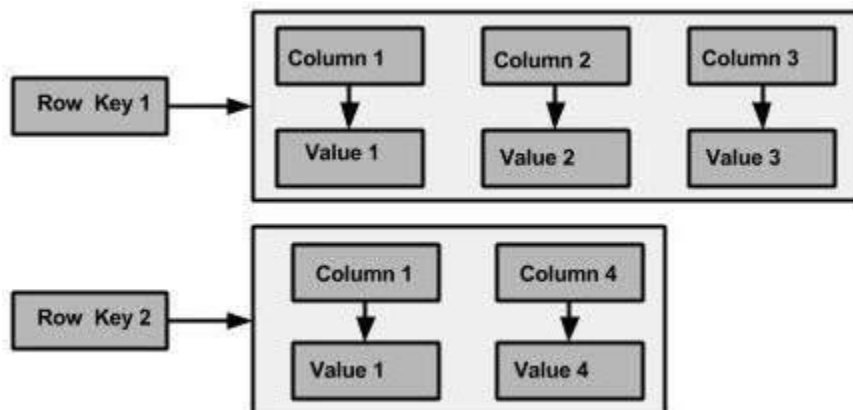 Column 1
Column 2
Column 3
Row Key 1
Value 1
Value 2
Value 3
Column 1
Column 4
Row Key 2
Value 1
Value 4